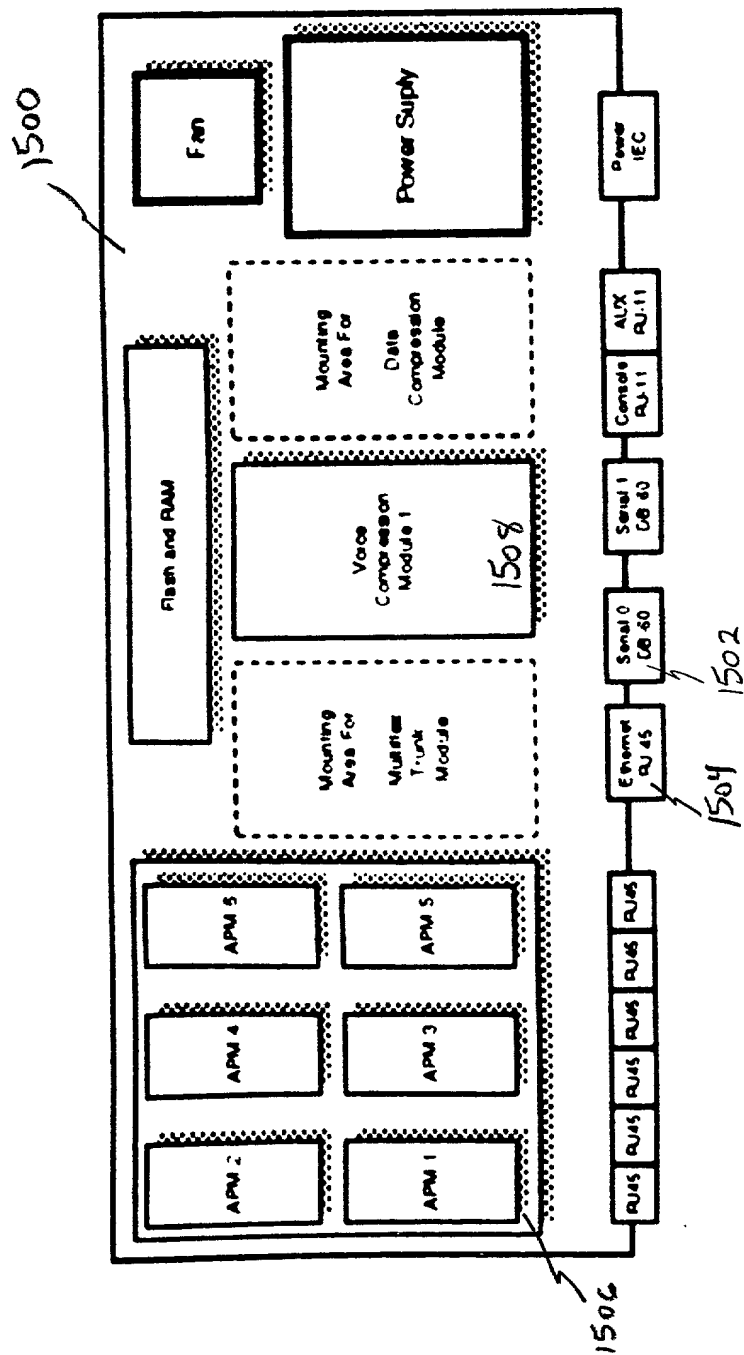 1500
Fan
Power Suply
Flash and RAM
Mounting
Area For
Data
Compression
Module
Voice
Compression
Module 1
1508
Mounting
Area For
Multiflex
Trunk
Module
APM 2
APM 4
APM 5
APM 1
APM 3
APM S
1506
RJ45
RJ45
RJ45
RJ45
RJ45
RJ45
Ethernet
RJ 45
1504
Serial 0
DB 60
1502
Serial 1
DB 60
Console
RJ-11
AUX
RJ-11
Power
IEC